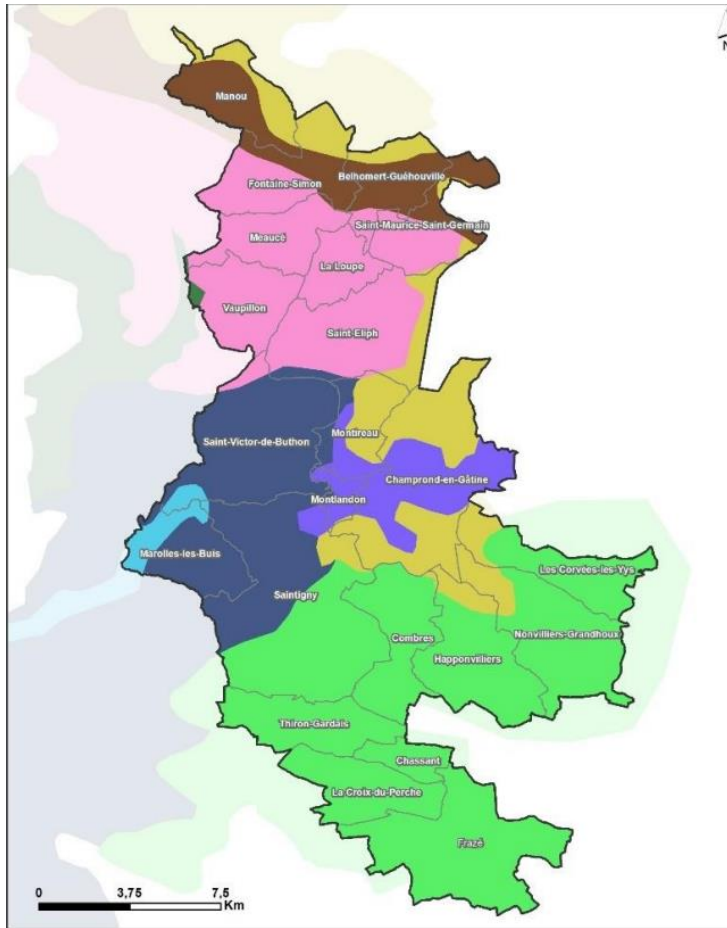 N
Manou
Belhomert-Guéhouville
Fontaine-Simon
Saint-Maurice-Saint-Germain
Meaucé
La Loupe
Vaupillon
Saint-Eliph
Montireau
Saint-Victor-de-Buthon
Champrond-en-Gâtine
Montlandon
Marolles-les-Buis
Les Corvées-les-Yys
Saintigny
Nonvilliers-Grandhoux
Combres
Happonvilliers
Thiron-Gardais
Chassant
La Croix-du-Perche
Frazé
0 3,75 7,5
Km